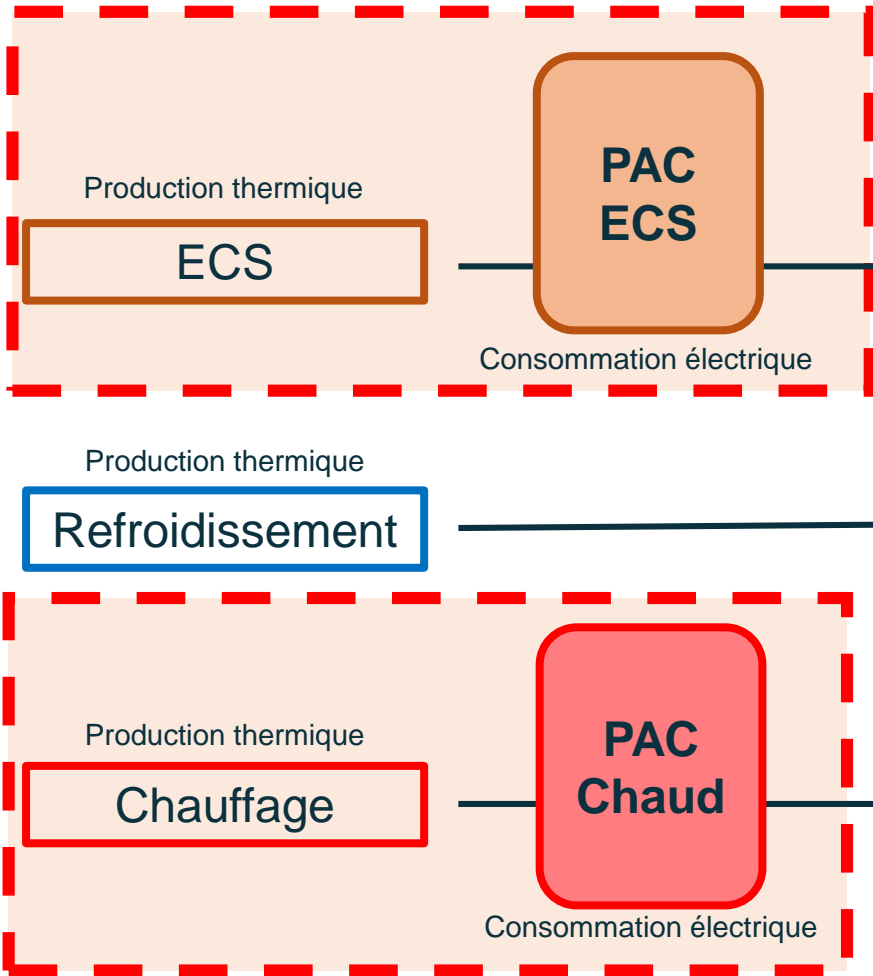 Production thermique
ECS
PAC
ECS
Consommation électrique
Production thermique
Refroidissement
Production thermique
Chauffage
PAC
Chaud
Consommation électrique